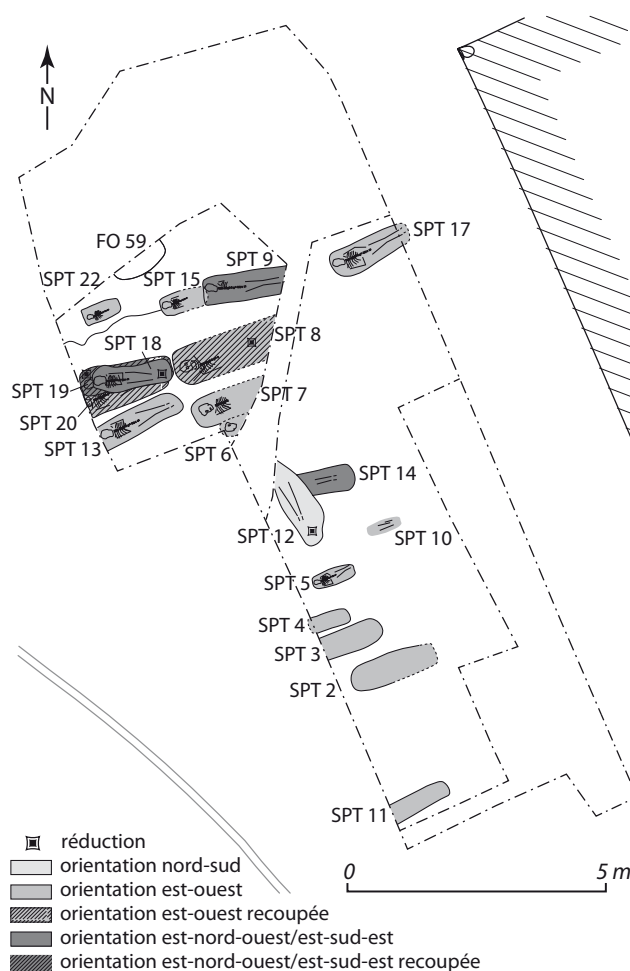 N
FO 59
SPT 9
SPT 17
SPT 22
SPT 15
SPT 18
SPT 8
SPT 19
SPT 7
SPT 20
SPT 13
SPT 6
SPT 14
SPT 12
SPT 10
SPT 5
SPT 4
SPT 3
SPT 2
SPT 11
réduction
orientation nord-sud
0 5 m
orientation est-ouest
orientation est-ouest recoupée
orientation est-nord-ouest/est-sud-est
orientation est-nord-ouest/est-sud-est recoupée